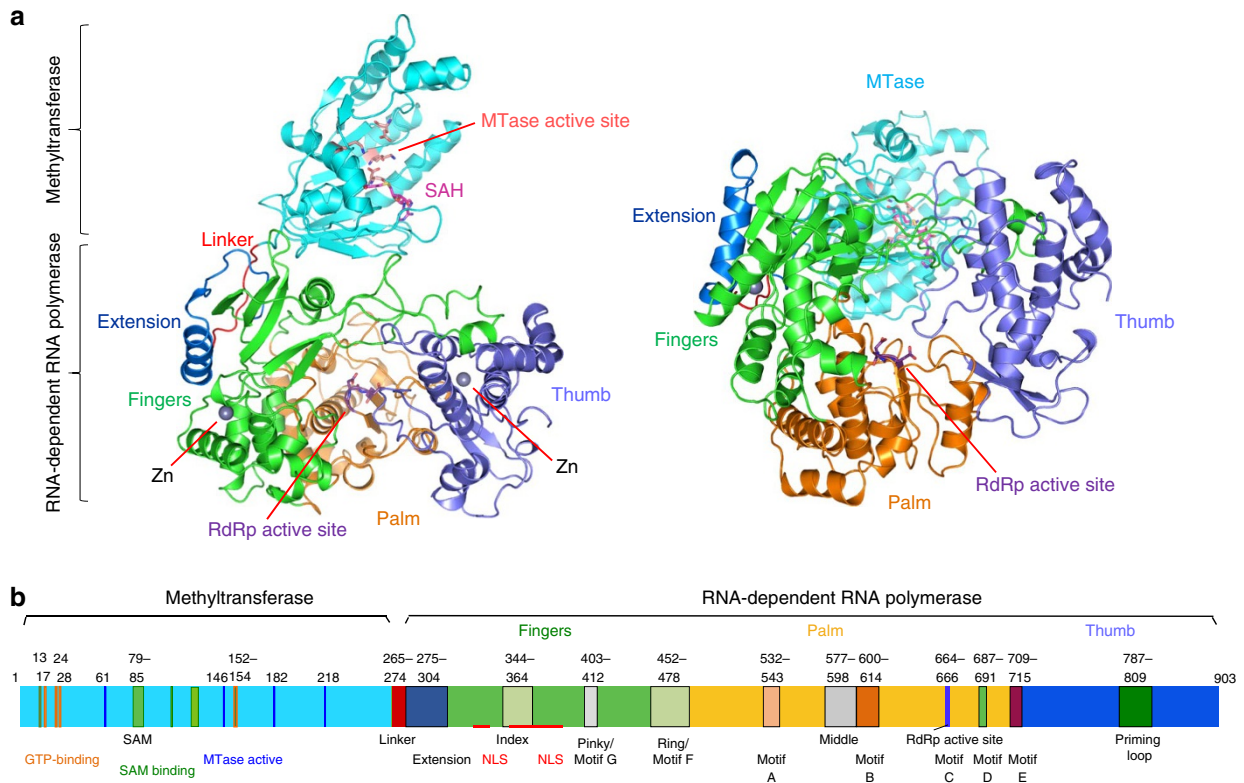 a
Methyltransferase
RNA-dependent RNA polymerase
MTase active site
SAH
Linker
Extension
Fingers
Zn
RdRp active site
Palm
Thumb
Zn
MTase
Extension
Fingers
Thumb
RdRp active site
Palm
b
Methyltransferase
RNA-dependent RNA polymerase
Fingers
Palm
Thumb
13 24 79– 152– 265– 275– 344– 403– 452– 532– 577– 600– 664– 687– 709– 787–
1 17 28 61 85 146 154 182 218 274 304 364 412 478 543 598 614 666 691 715 809 903
SAM Linker Index Pinky/ Ring/ Middle RdRp active site Priming
GTP-binding SAM binding MTase active Extension NLS NLS Motif G Motif F Motif Motif Motif Motif Motif loop
A B C D E